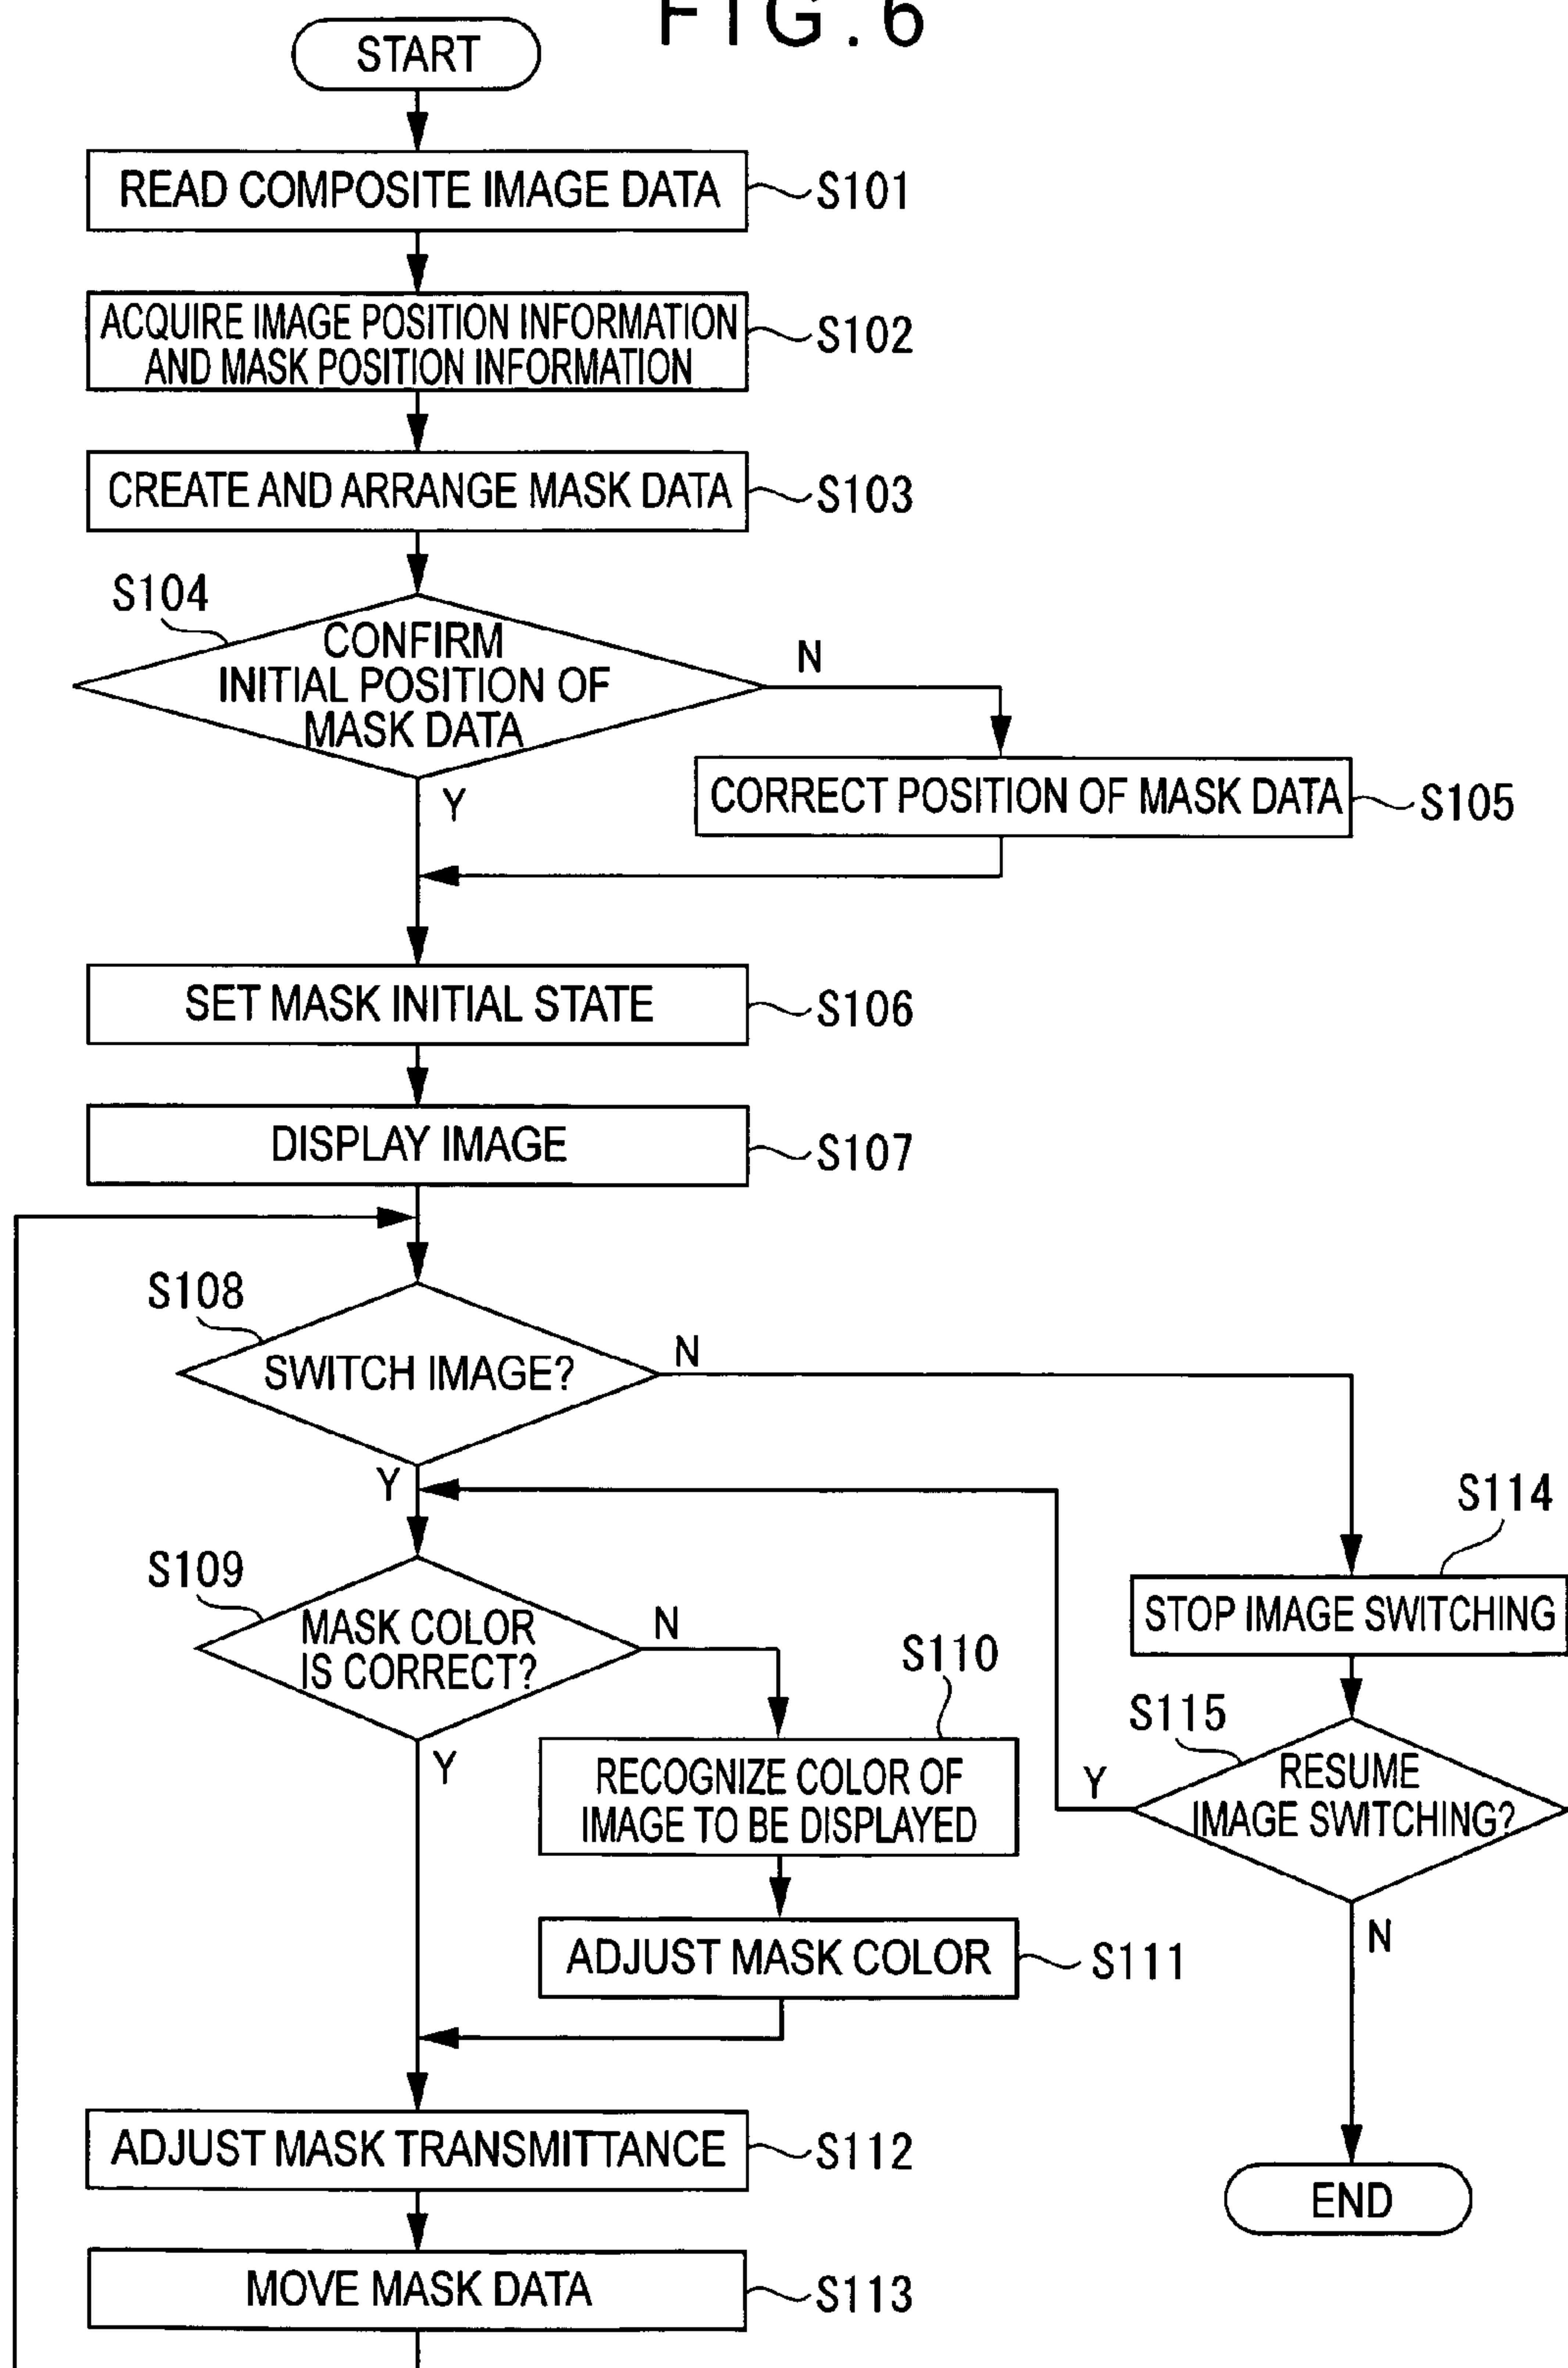 FIG.6
START
READ COMPOSITE IMAGE DATA
S101
ACQUIRE IMAGE POSITION INFORMATION
AND MASK POSITION INFORMATION
S102
CREATE AND ARRANGE MASK DATA
S103
S104
CONFIRM
INITIAL POSITION OF
MASK DATA
N
Y
CORRECT POSITION OF MASK DATA
S105
SET MASK INITIAL STATE
S106
DISPLAY IMAGE
S107
S108
SWITCH IMAGE?
N
Y
S114
STOP IMAGE SWITCHING
S109
MASK COLOR
IS CORRECT?
N
Y
S110
RECOGNIZE COLOR OF
IMAGE TO BE DISPLAYED
S115
RESUME
IMAGE SWITCHING?
Y
N
ADJUST MASK COLOR
S111
ADJUST MASK TRANSMITTANCE
S112
END
MOVE MASK DATA
S113